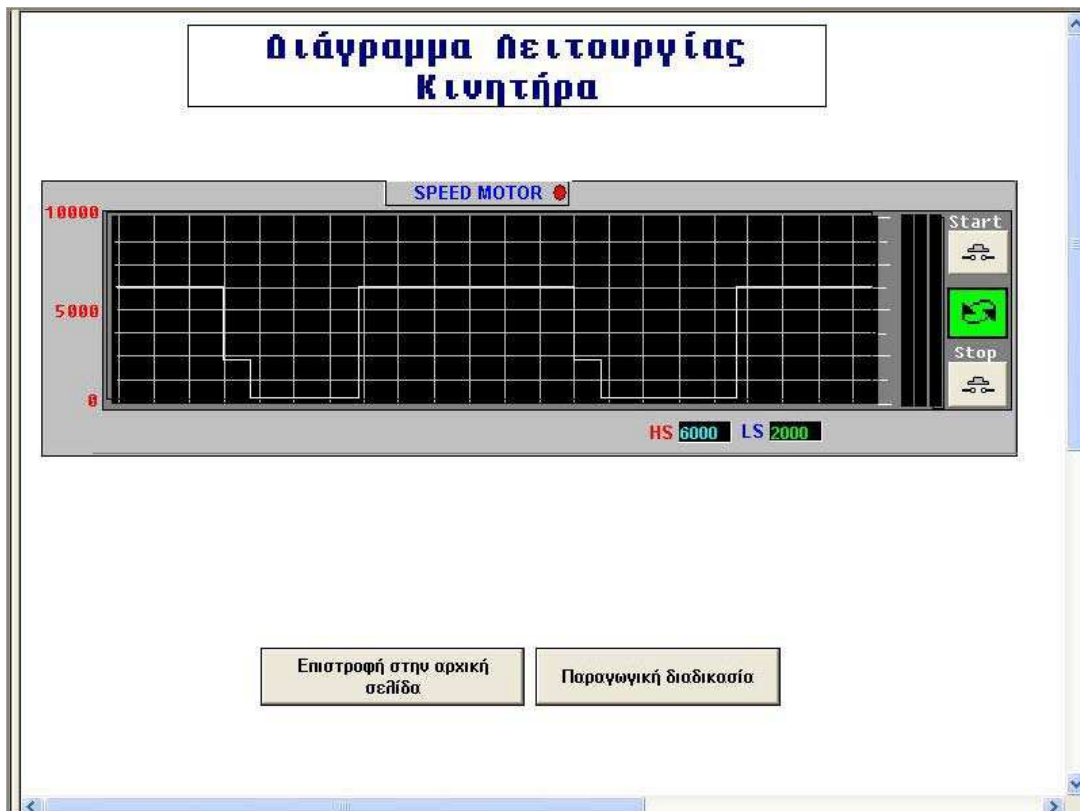 Διάγραμμα Λειτουργίας
Κινητήρα
SPEED MOTOR
10000
5000
0
Start
Stop
HS 6000 LS 2000
Επιστροφή στην αρχική
σελίδα
Παραγωγική διαδικασία